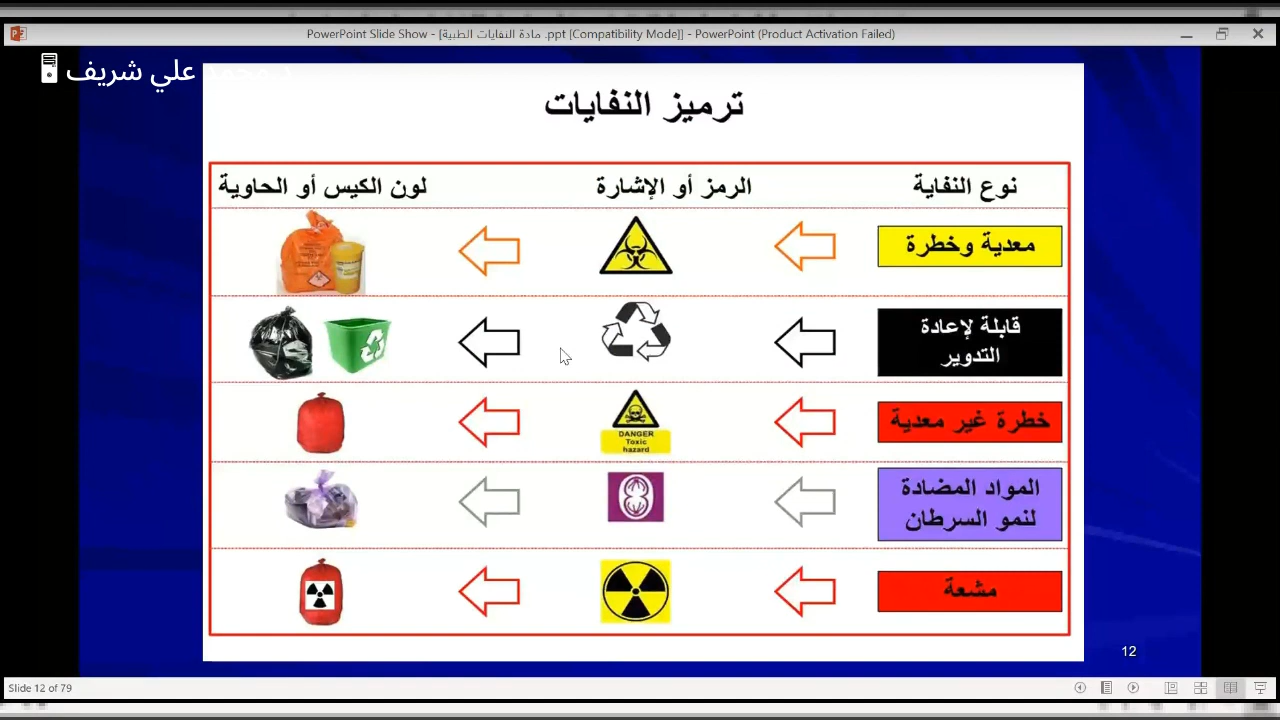 PowerPoint Slide Show - [مادة النفايات الطبية .ppt [Compatibility Mode]] - PowerPoint (Product Activation Failed)
علي شريف
ترميز النفايات
نوع النفاية
الرمز أو الإشارة
لون الكيس أو الحاوية
معدية وخطرة
قابلة لإعادة
التدوير
خطرة غير معدية
DANGER
Toxic
hazard
المواد المضادة
لنمو السرطان
مشعة
12
Slide 12 of 79